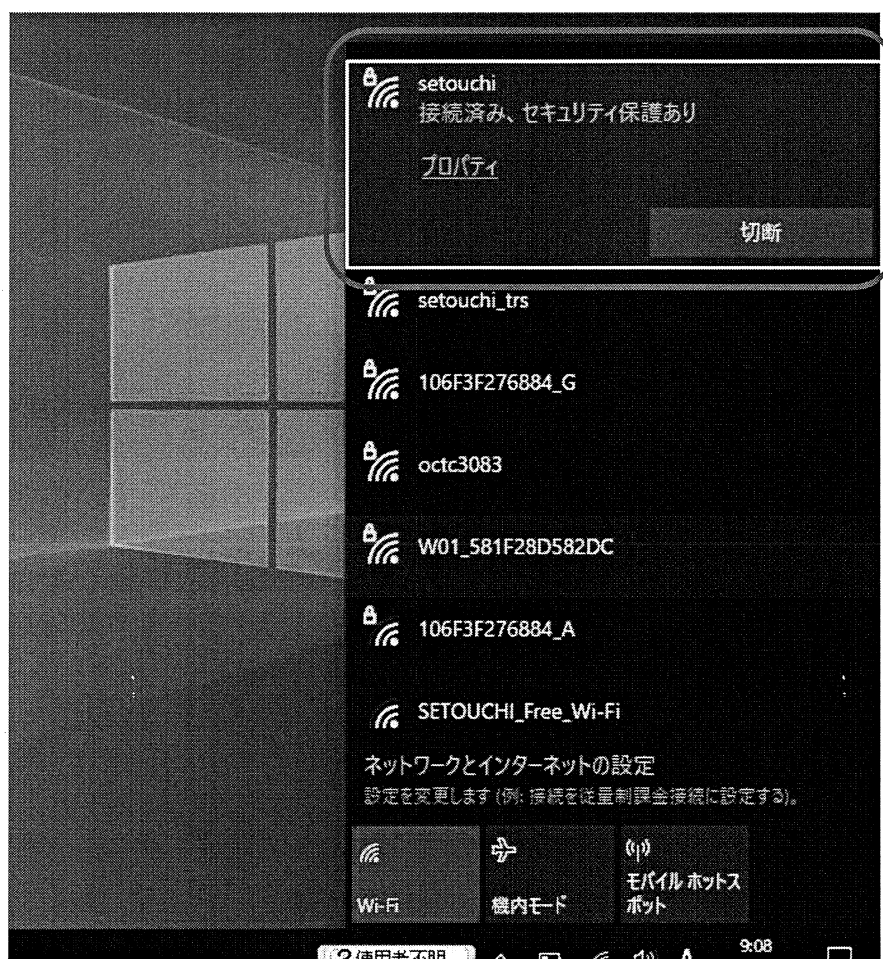 setouchi
接続済み、セキュリティ保護あり
プロパティ
切断
setouchi_trs
106F3F276884_G
octc3083
W01_581F28D582DC
106F3F276884_A
SETOUCHI_Free_Wi-Fi
ネットワークとインターネットの設定
設定を変更します (例: 接続を従量制課金接続に設定する)。
Wi-Fi
機内モード
モバイル ホットス
ポット
?使用者不明
A
9:08